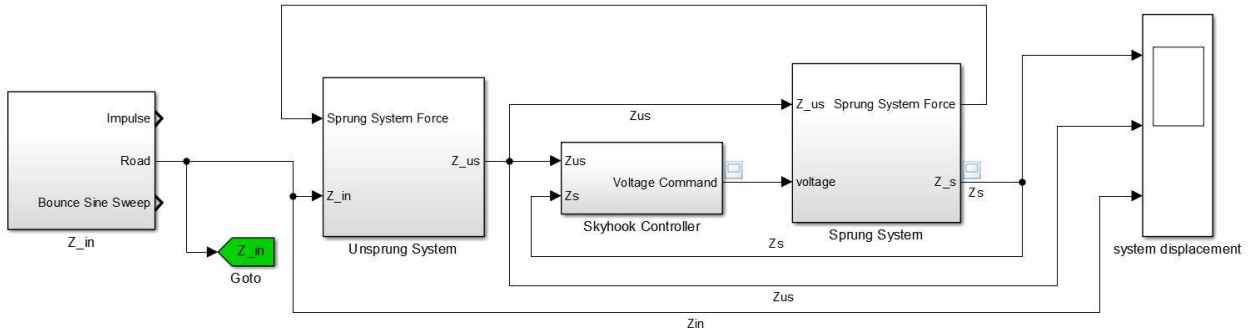 Impulse
Road
Bounce Sine Sweep
Z_in
Z_in
Goto
Sprung System Force
Z_in
Z_us
Unsprung System
Zus
Zus
Zs
Voltage Command
Skyhook Controller
Z_us
Sprung System Force
voltage
Z_s
Zs
Sprung System
Zs
Zus
Zin
system displacement